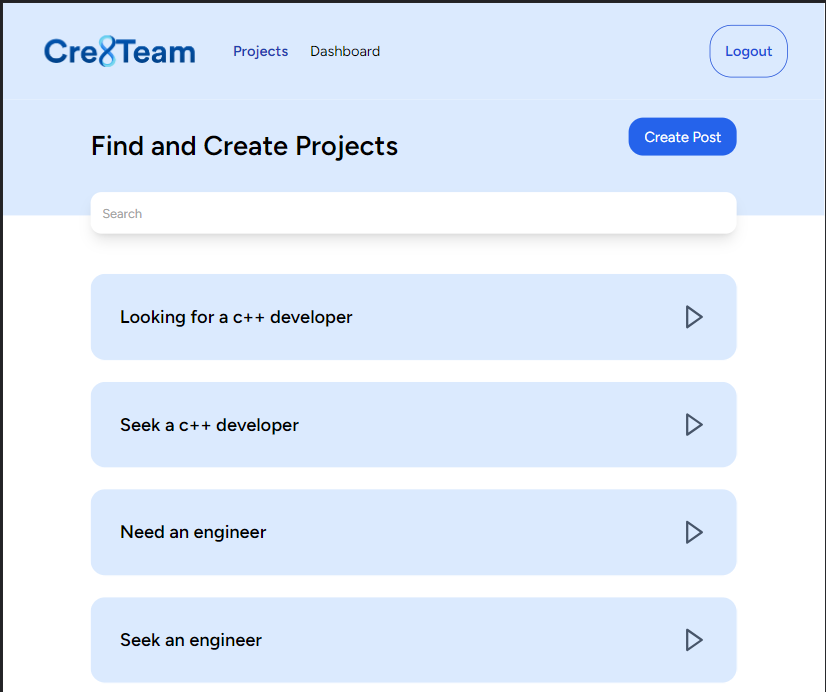 Cre8Team Projects Dashboard Logout
Find and Create Projects
Create Post
Search
Looking for a c++ developer
Seek a c++ developer
Need an engineer
Seek an engineer